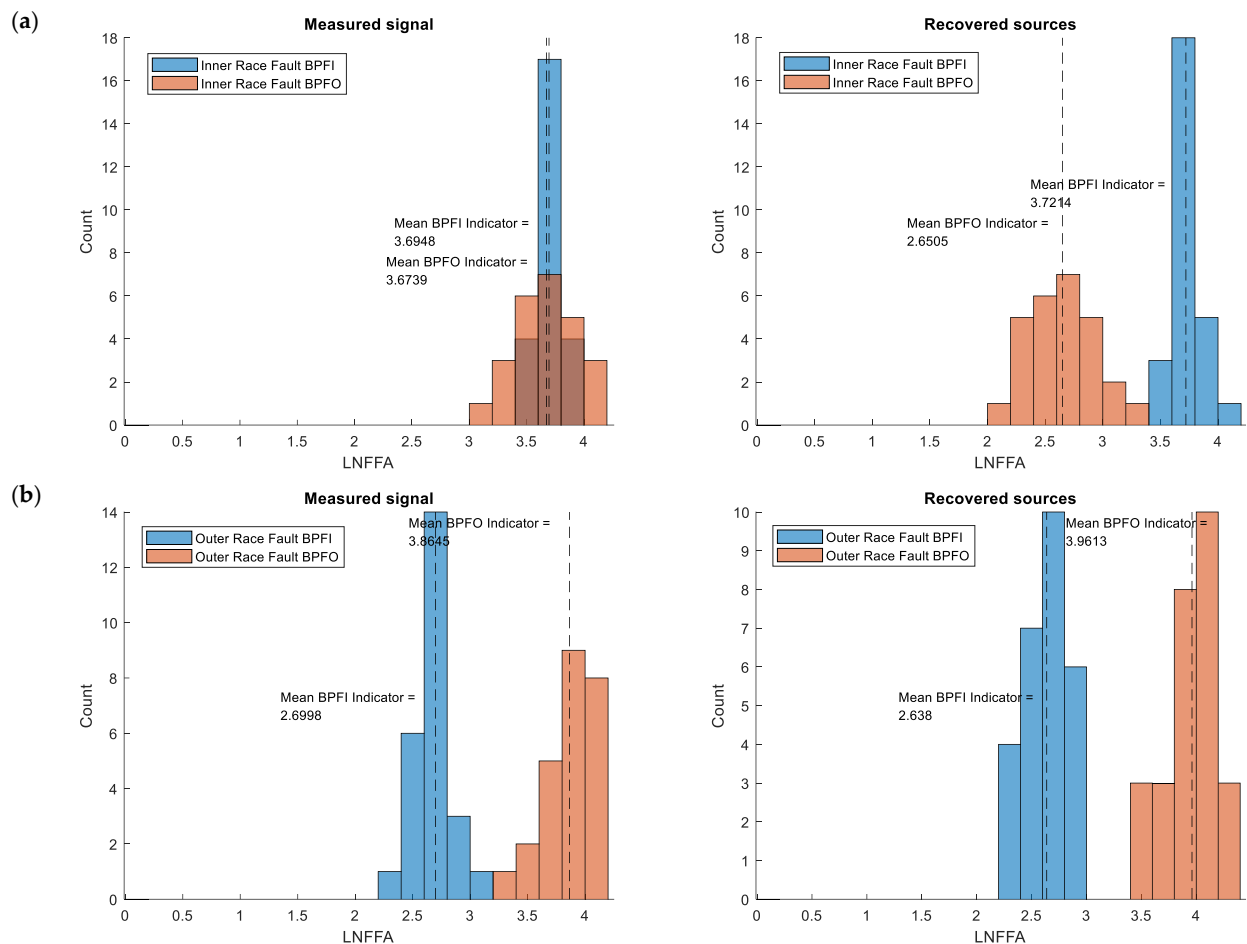 (a)
Measured signal
18
16
14
12
10
8
6
4
2
0
Count
Inner Race Fault BPFI
Inner Race Fault BPFO
Mean BPFI Indicator =
3.6948
Mean BPFO Indicator =
3.6739
0 0.5 1 1.5 2 2.5 3 3.5 4
LNFFA
Recovered sources
18
16
14
12
10
8
6
4
2
0
Count
Inner Race Fault BPFI
Inner Race Fault BPFO
Mean BPFI Indicator =
3.7214
Mean BPFO Indicator =
2.6505
0 0.5 1 1.5 2 2.5 3 3.5 4
LNFFA
(b)
Measured signal
14
12
10
8
6
4
2
0
Count
Outer Race Fault BPFI
Outer Race Fault BPFO
Mean BPFO Indicator =
3.8645
Mean BPFI Indicator =
2.6998
0 0.5 1 1.5 2 2.5 3 3.5 4
LNFFA
Recovered sources
10
9
8
7
6
5
4
3
2
1
0
Count
Outer Race Fault BPFI
Outer Race Fault BPFO
Mean BPFO Indicator =
3.9613
Mean BPFI Indicator =
2.638
0 0.5 1 1.5 2 2.5 3 3.5 4
LNFFA